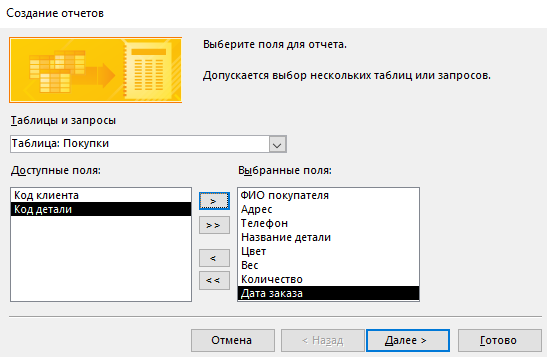 Создание отчетов
Выберите поля для отчета.
Допускается выбор нескольких таблиц или запросов.
Таблицы и запросы
Таблица: Покупки
Доступные поля:
Выбранные поля:
Код клиента
Код детали
>
>>
<
<<
ФИО покупателя
Адрес
Телефон
Название детали
Цвет
Вес
Количество
Дата заказа
Отмена
< Назад
Далее >
Готово